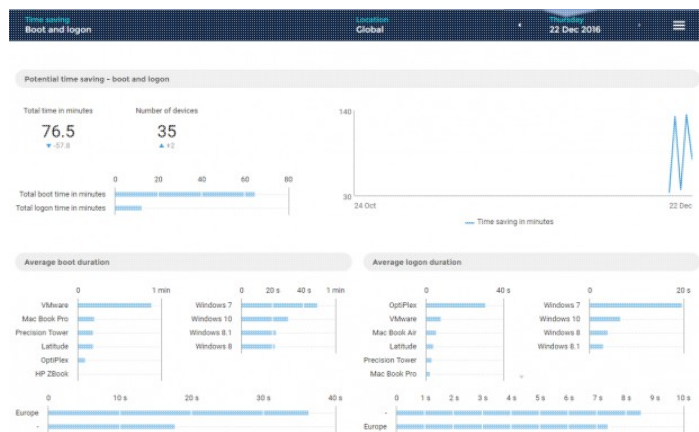 Time saving Location Thursday
Boot and logon Global 22 Dec 2016
Potential time saving - boot and logon
Total time in minutes Number of devices
76.5 35
-57.8 +2
0 20 40 60 80
Total boot time in minutes
Total logon time in minutes
140
30
24 Oct 22 Dec
Time saving in minutes
Average boot duration
0 1 min
VMware
Mac Book Pro
Precision Tower
Latitude
OptiPlex
HP ZBook
0 20 s 40 s 1 min
Windows 7
Windows 10
Windows 8.1
Windows 8
0 10 s 20 s 30 s 40 s
Europe
-
Average logon duration
0 40 s
OptiPlex
VMware
Mac Book Air
Latitude
Precision Tower
Mac Book Pro
0 20 s
Windows 7
Windows 10
Windows 8
Windows 8.1
0 1 s 2 s 3 s 4 s 5 s 6 s 7 s 8 s 9 s 10 s
-
Europe